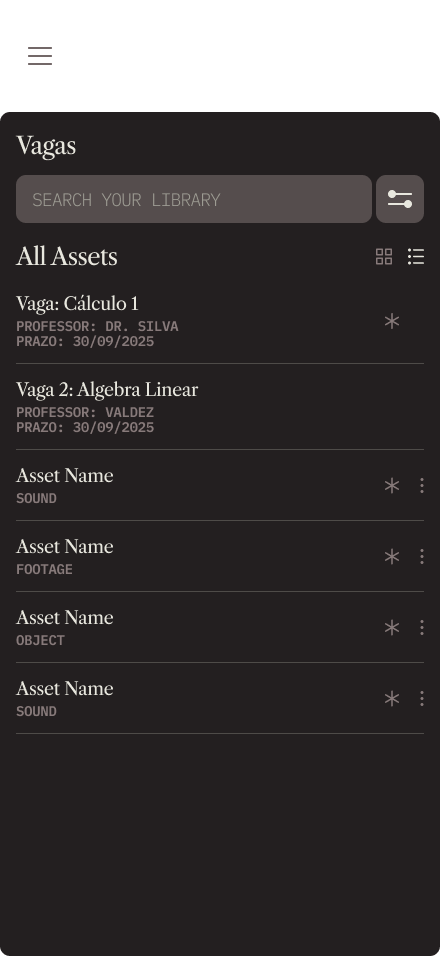 Vagas
SEARCH YOUR LIBRARY
All Assets
Vaga: Cálculo 1
PROFESSOR: DR. SILVA
PRAZO: 30/09/2025
Vaga 2: Algebra Linear
PROFESSOR: VALDEZ
PRAZO: 30/09/2025
Asset Name
SOUND
Asset Name
FOOTAGE
Asset Name
OBJECT
Asset Name
SOUND